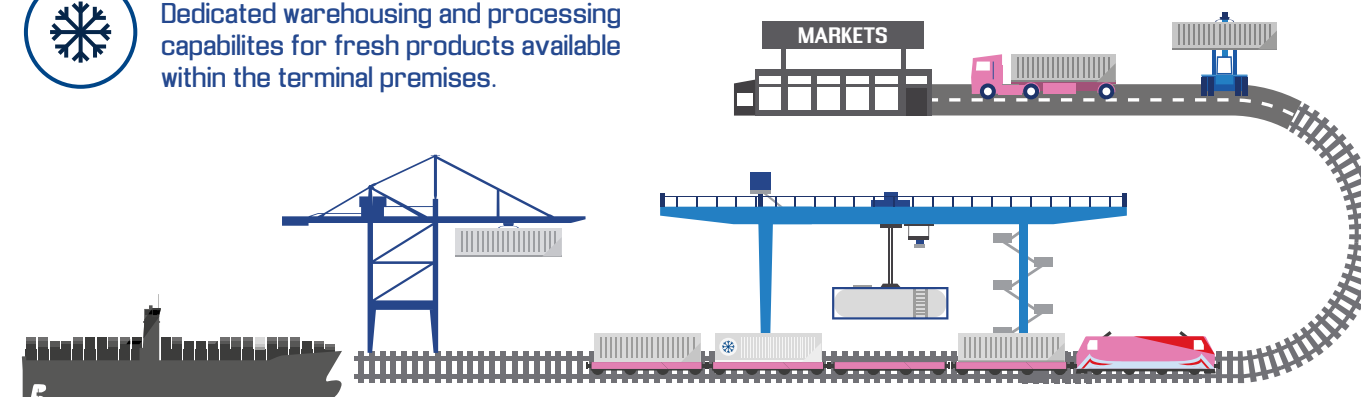 Dedicated warehousing and processing
capabilites for fresh products available
within the terminal premises.
MARKETS